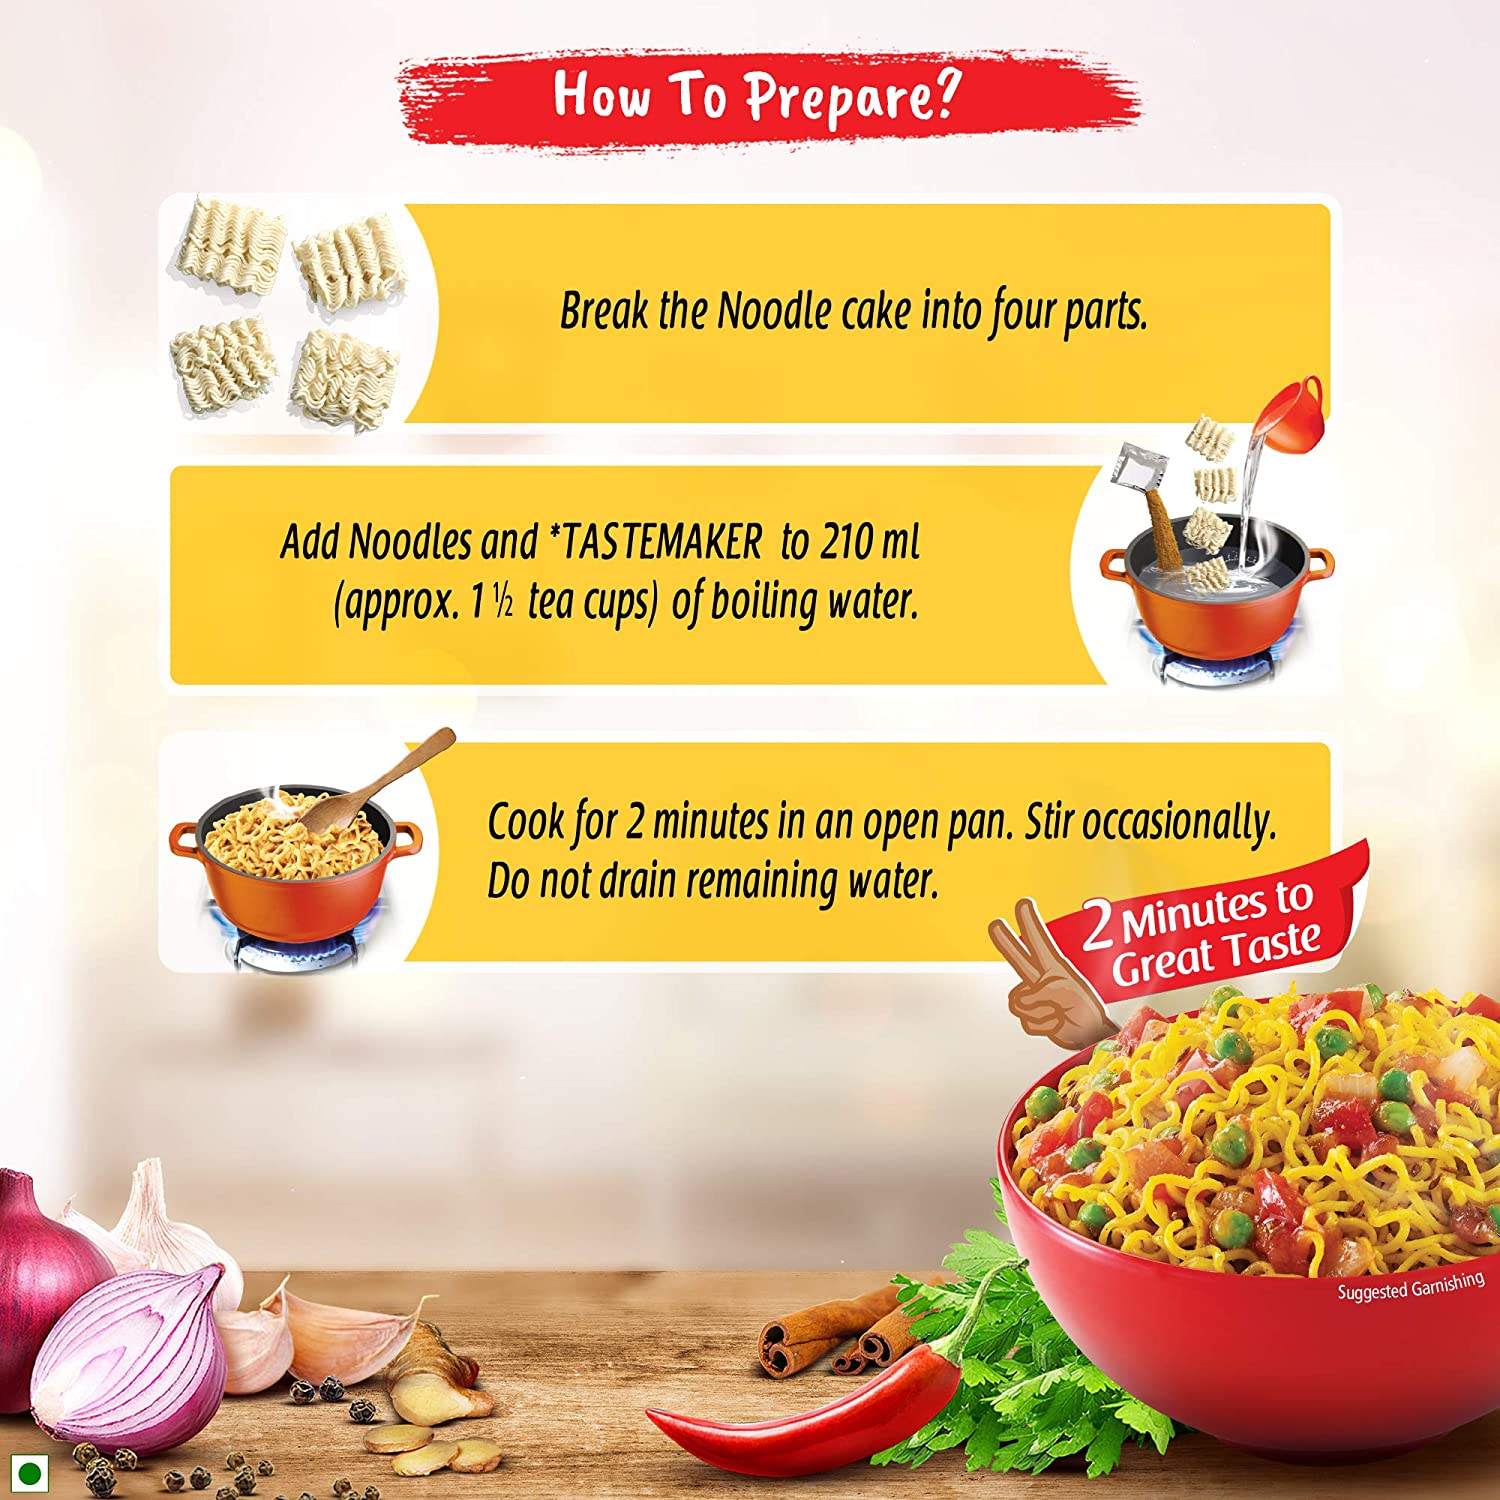 How To Prepare?
Break the Noodle cake into four parts.
Add Noodles and *TASTEMAKER to 210 ml
(approx. 1 ½ tea cups) of boiling water.
Cook for 2 minutes in an open pan. Stir occasionally.
Do not drain remaining water.
2 Minutes to
Great Taste
Suggested Garnishing